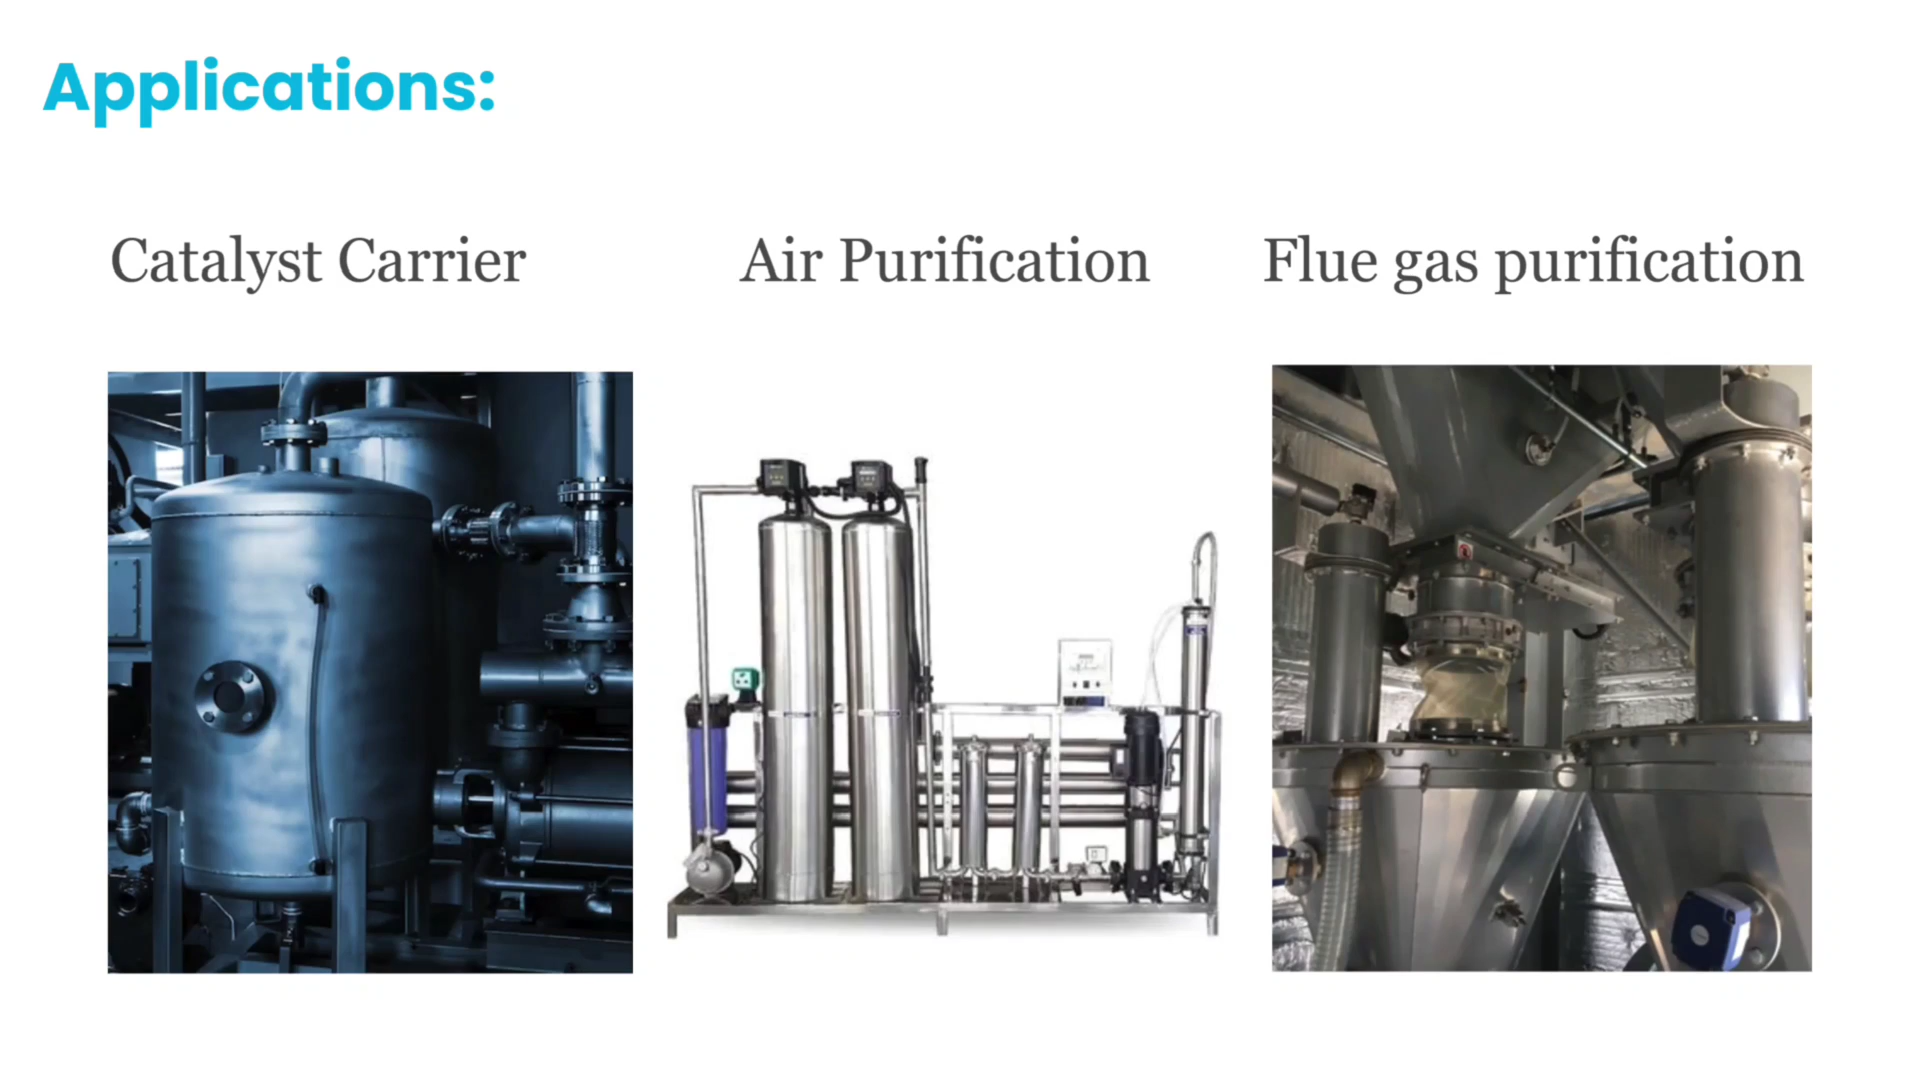 Applications:
Catalyst Carrier
Air Purification
Flue gas purification